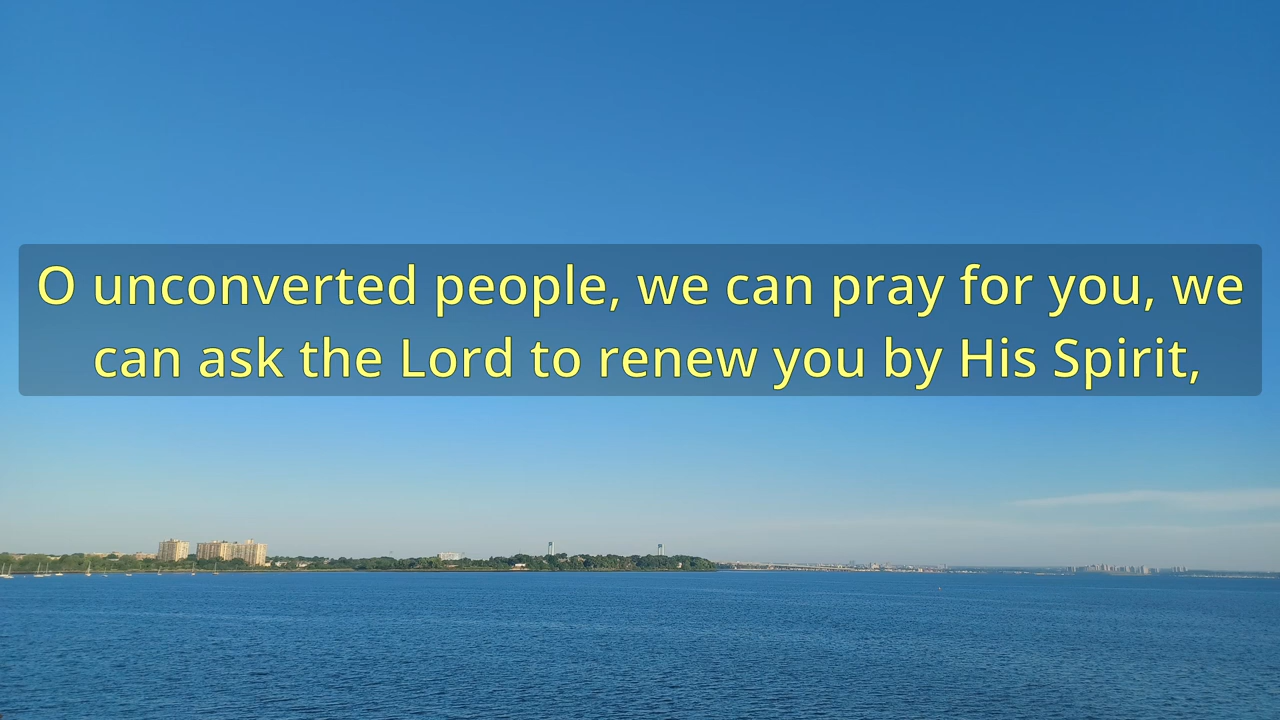 O unconverted people, we can pray for you, we
can ask the Lord to renew you by His Spirit,